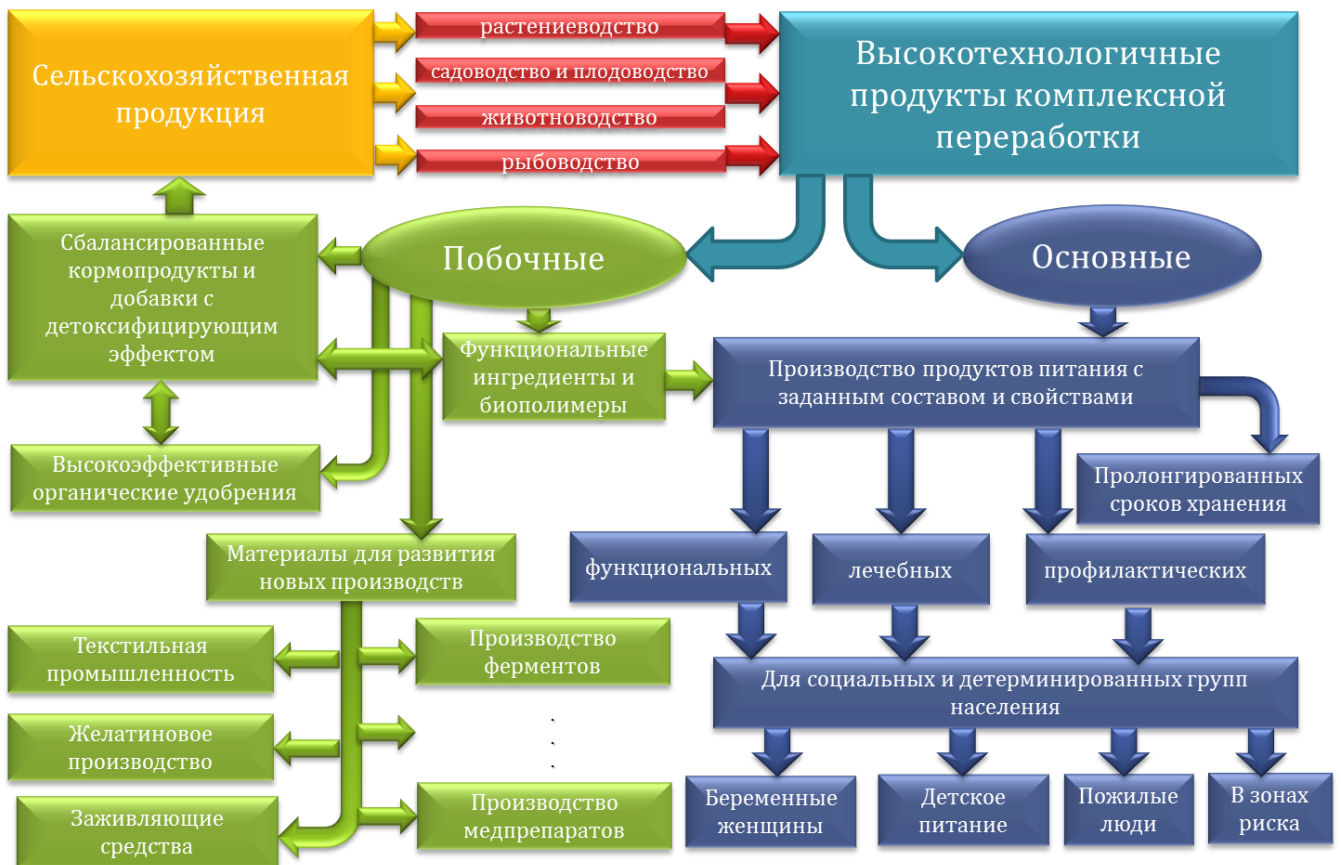 Сельскохозяйственная
продукция
растениеводство
садоводство и плодоводство
животноводство
рыбоводство
Высокотехнологичные
продукты комплексной
переработки
Побочные
Основные
Сбалансированные
кормопродукты и
добавки с
детоксифицирующим
эффектом
Функциональные
ингредиенты и
биополимеры
Производство продуктов питания с
заданным составом и свойствами
Высокоэффективные
органические удобрения
Пролонгированных
сроков хранения
Материалы для развития
новых производств
функциональных
лечебных
профилактических
Текстильная
промышленность
Производство
ферментов
Для социальных и детерминированных групп
населения
Желатиновое
производство
.
.
.
Заживляющие
средства
Производство
медпрепаратов
Беременные
женщины
Детское
питание
Пожилые
люди
В зонах
риска